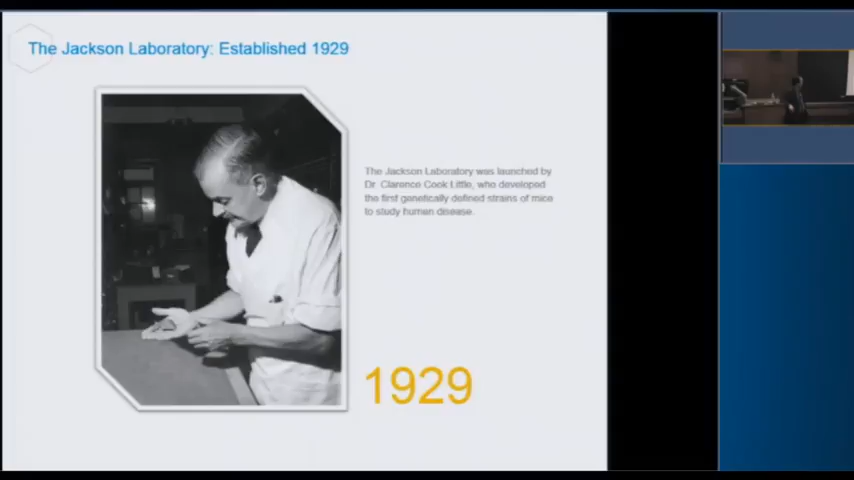 The Jackson Laboratory: Established 1929
The Jackson Laboratory was launched by
Dr. Clarence Cook Little, who developed
the first genetically defined strains of mice
to study human disease.
1929